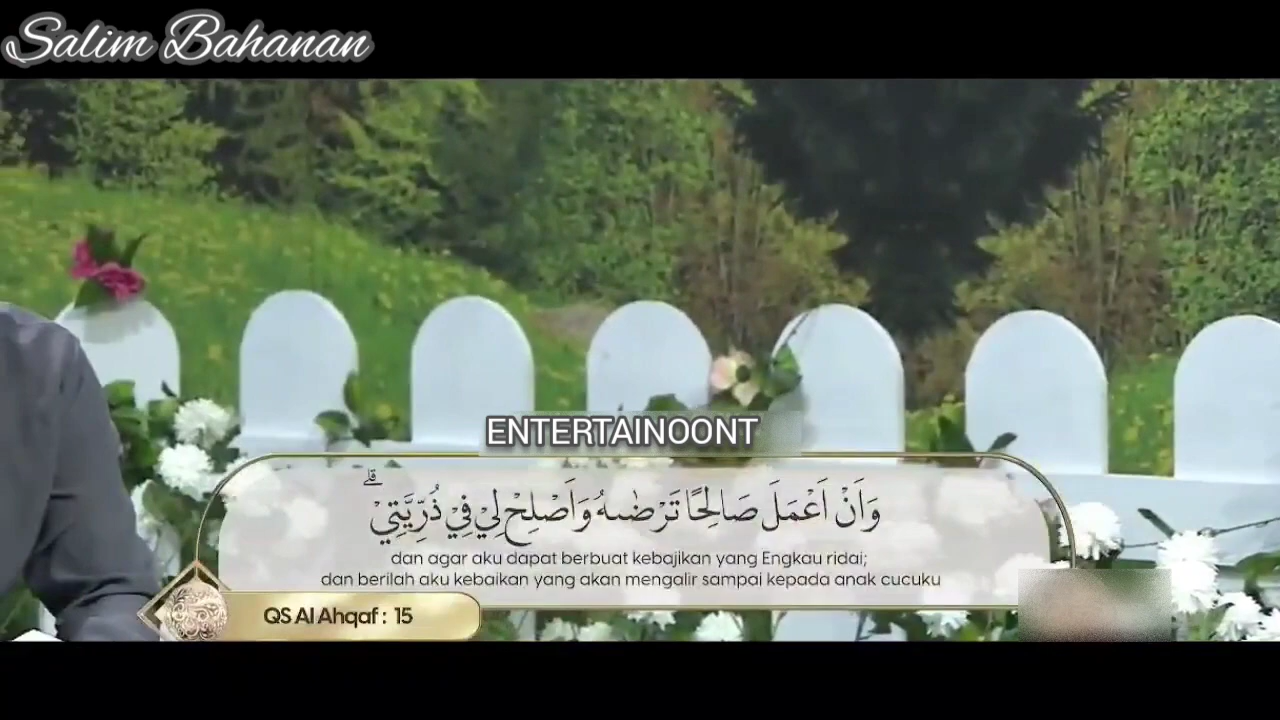 Salim Bahanan
ENTERTAINOONT
وَاَنْ اَعْمَلَ صَالِحًا تَرْضٰىهُ وَاَصْلِحْ لِيْ فِيْ ذُرِّيَّتِيْۗ
dan agar aku dapat berbuat kebajikan yang Engkau ridai;
dan berilah aku kebaikan yang akan mengalir sampai kepada anak cucuku
QS Al Ahqaf : 15